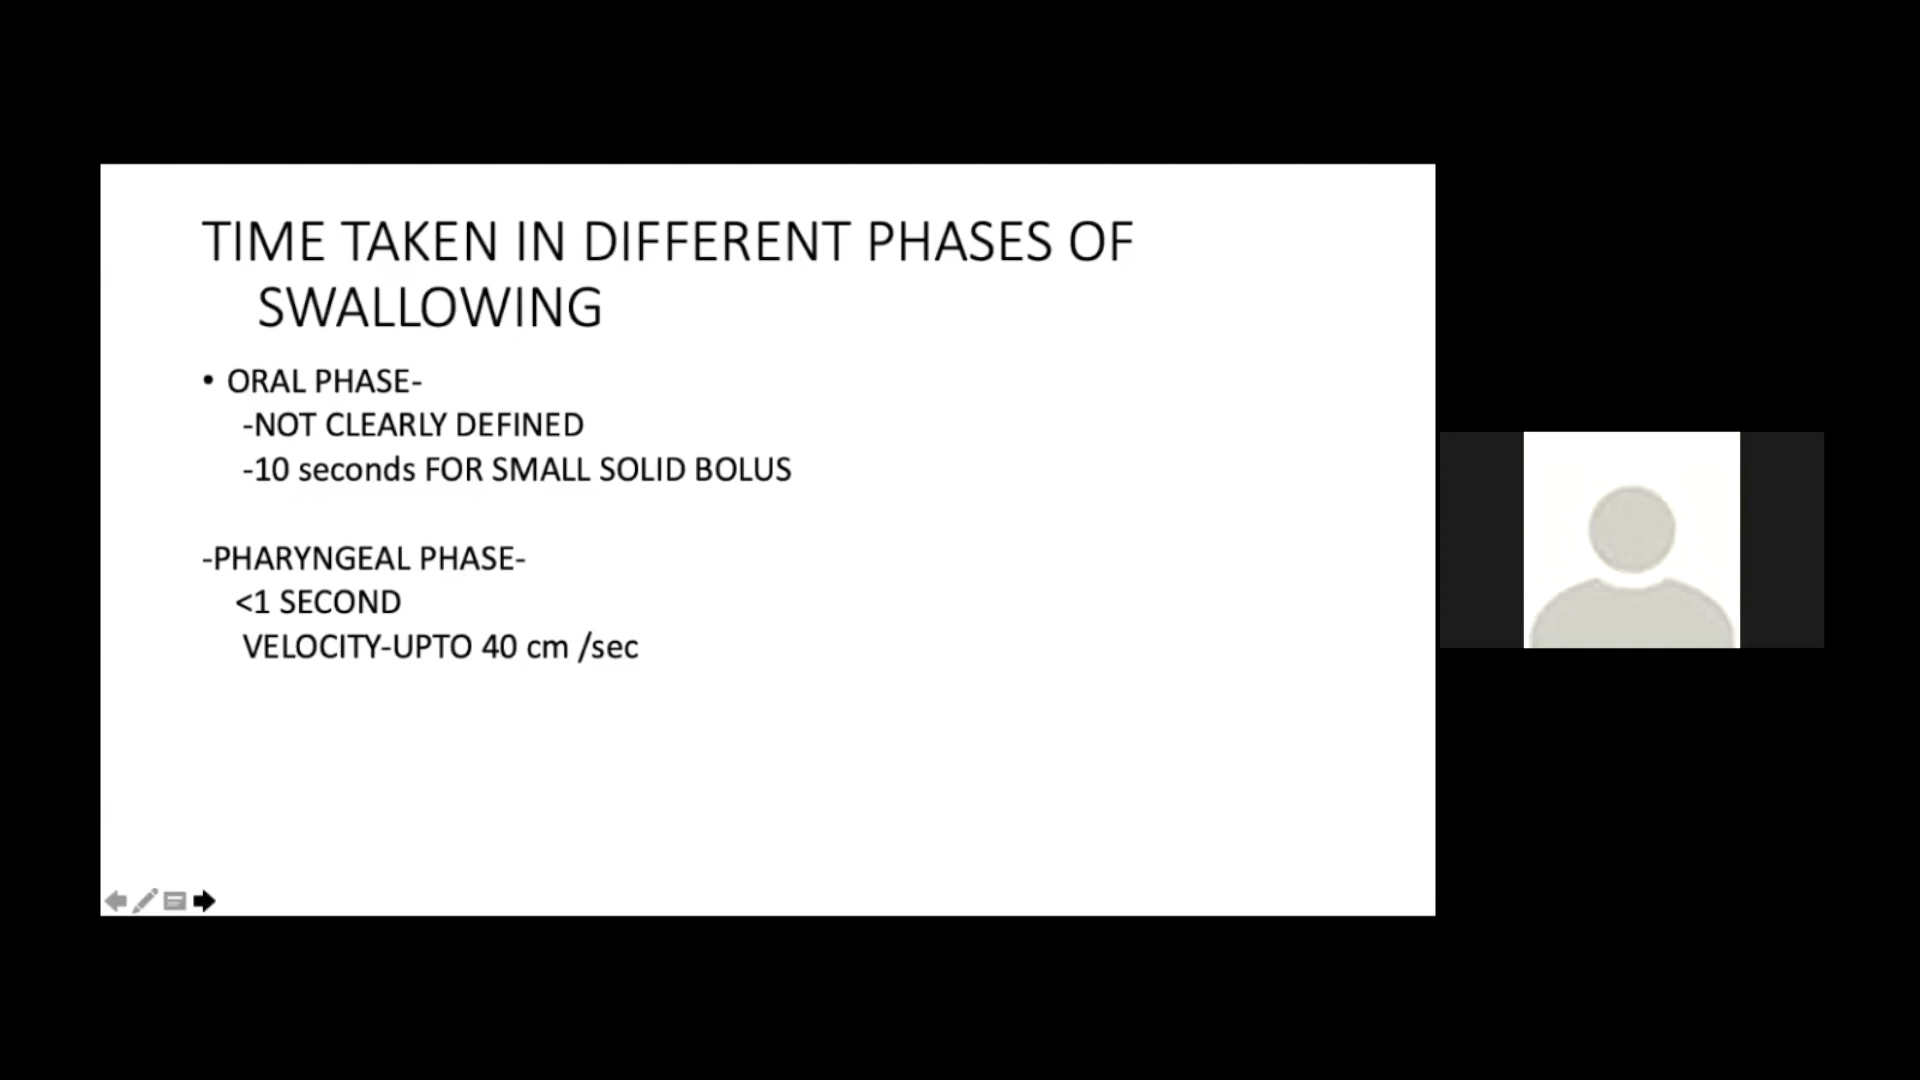 TIME TAKEN IN DIFFERENT PHASES OF
SWALLOWING
• ORAL PHASE-
-NOT CLEARLY DEFINED
-10 seconds FOR SMALL SOLID BOLUS
-PHARYNGEAL PHASE-
<1 SECOND
VELOCITY-UPTO 40 cm /sec